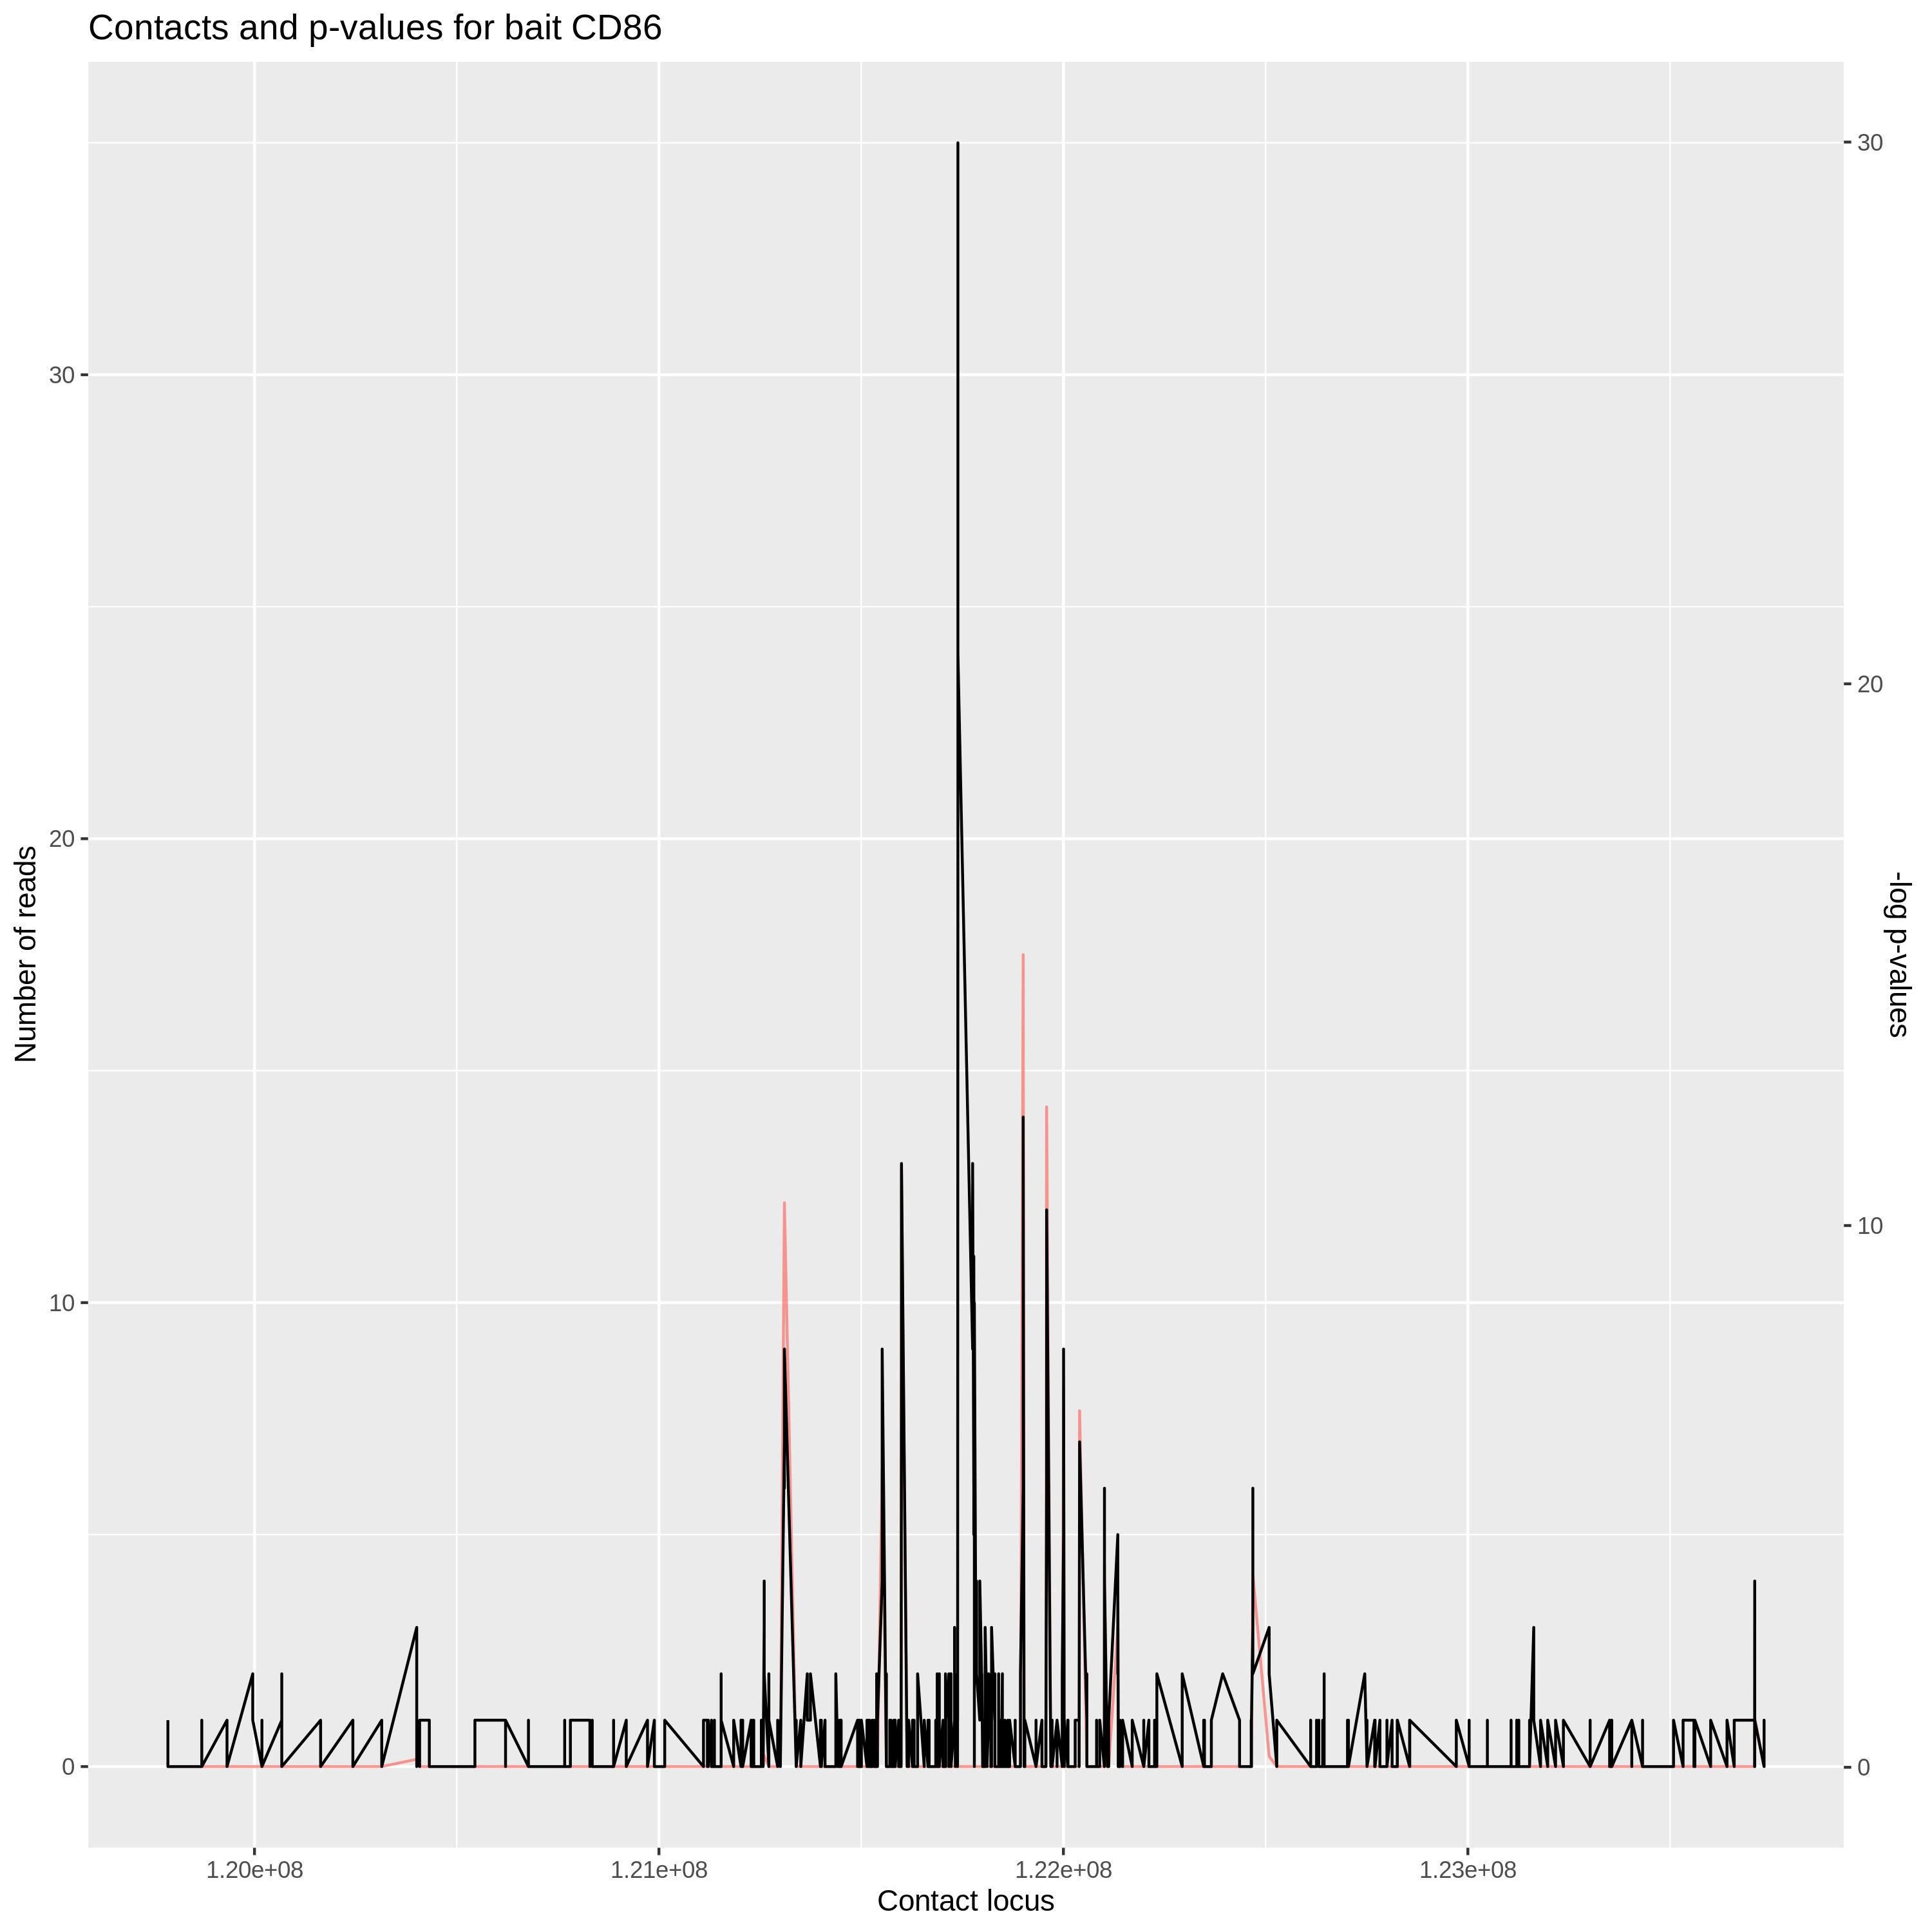 Contacts and p-values for bait CD86
30
20
10
0
Number of reads
30
20
10
0
-log p-values
1.20e+08 1.21e+08 1.22e+08 1.23e+08
Contact locus